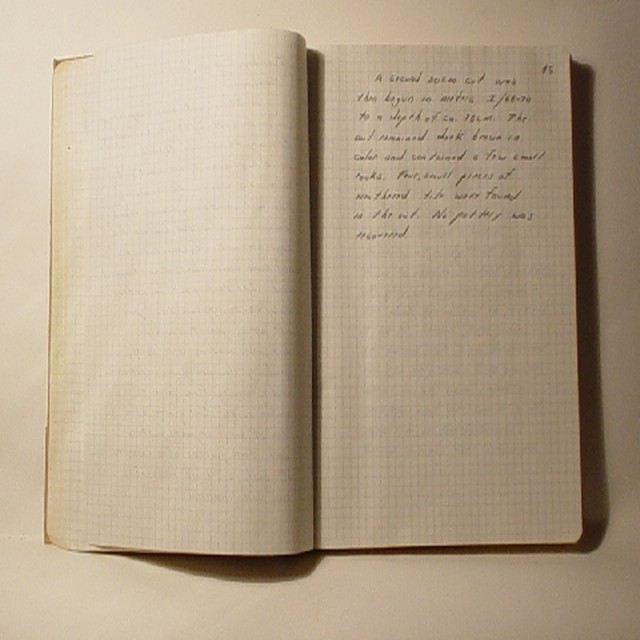 15
A second 20cm cut was
then begun in metric I/68-70
to a depth of ca. 10cm. The
soil remained dark brown in
color and contained a few small
rocks. Four small pieces of
weathered tile were found
in the cut. No pottery was
recovered.